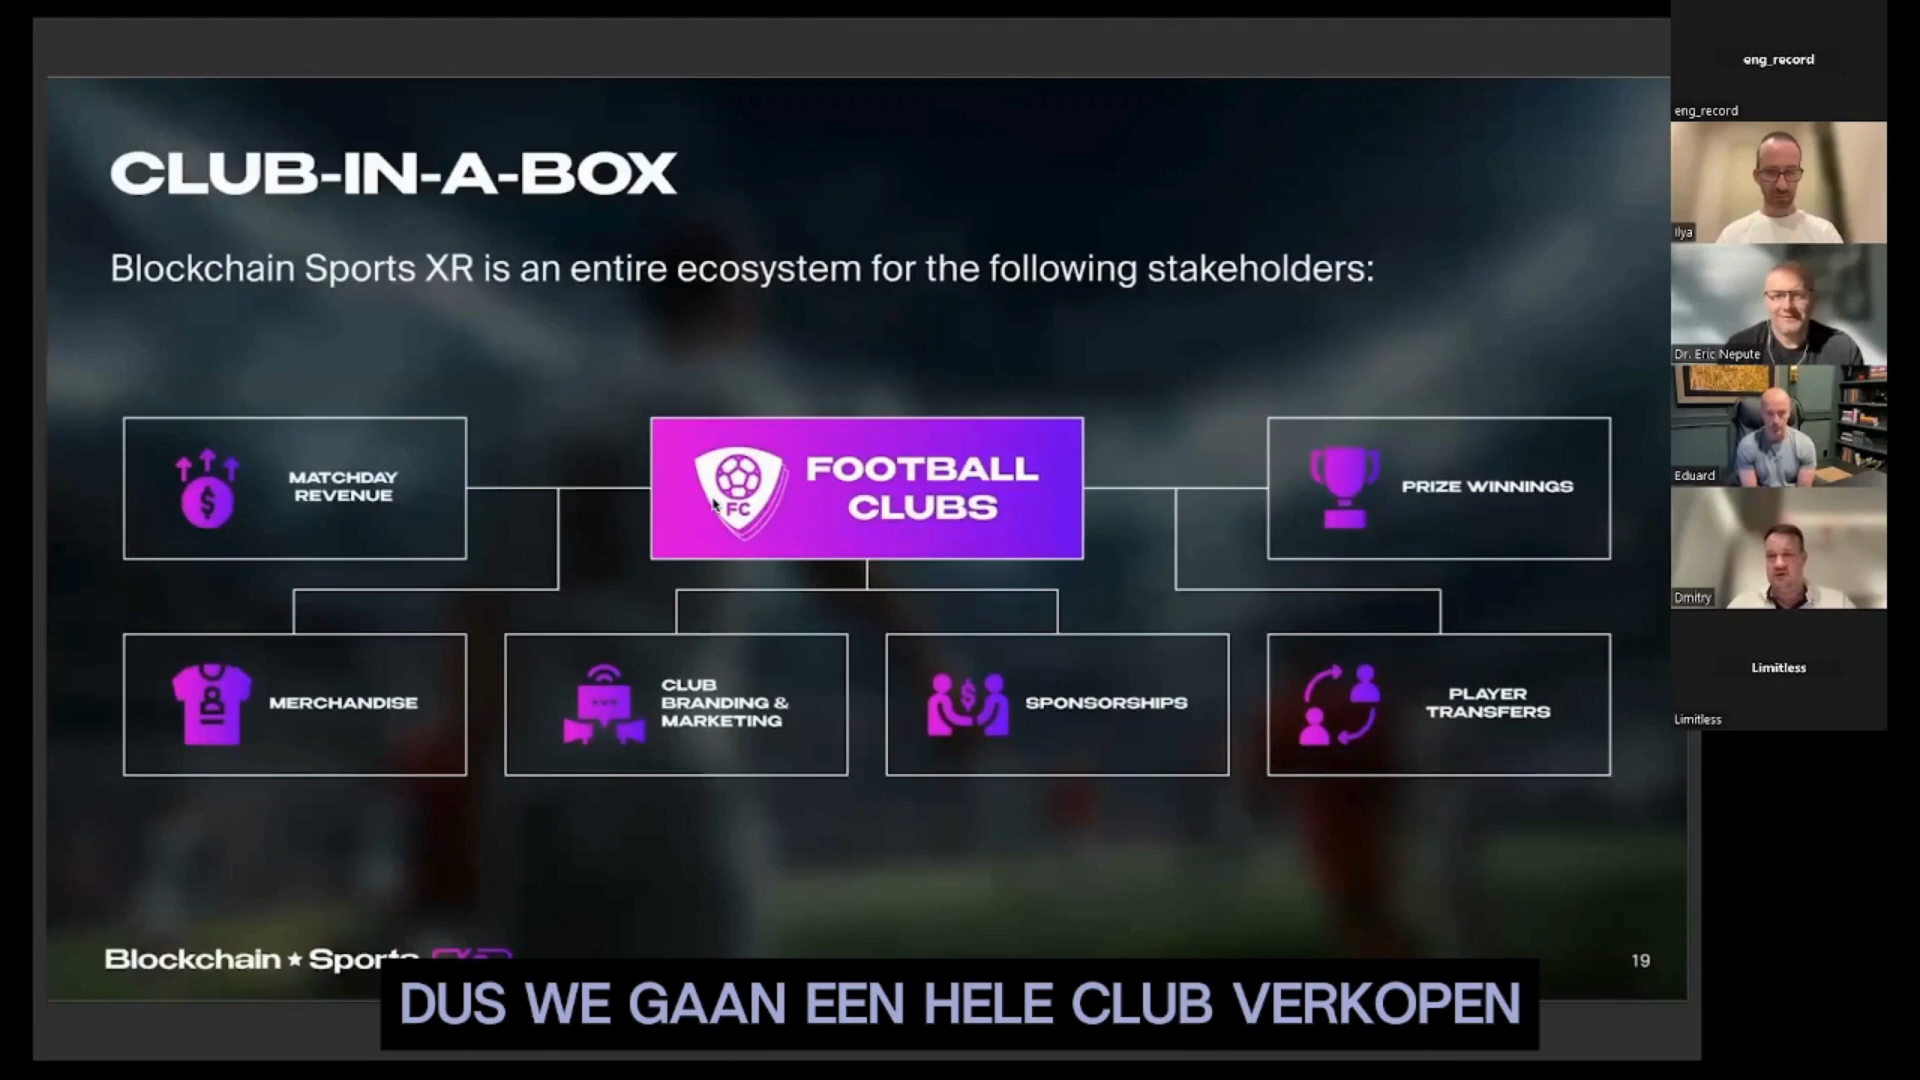 CLUB-IN-A-BOX
Blockchain Sports XR is an entire ecosystem for the following stakeholders:
MATCHDAY
REVENUE
FC
FOOTBALL
CLUBS
PRIZE WINNINGS
MERCHANDISE
CLUB
BRANDING &
MARKETING
SPONSORSHIPS
PLAYER
TRANSFERS
Blockchain ★ Sports
19
DUS WE GAAN EEN HELE CLUB VERKOPEN
eng_record
eng_record
Ilya
Dr. Eric Nepute
Eduard
Dmitry
Limitless
Limitless